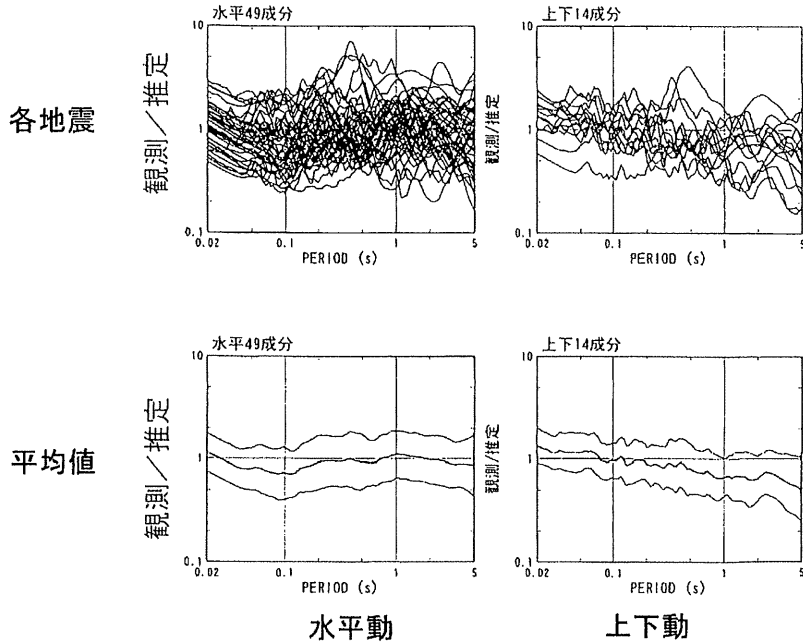 水平49成分
上下14成分
各地震
観測／推定
10
1
0.1
0.02
0.1
1
5
PERIOD (s)
観測/推定
10
1
0.1
0.02
0.1
1
5
PERIOD (s)
水平49成分
上下14成分
平均値
観測／推定
10
1
0.1
0.02
0.1
1
5
PERIOD (s)
観測/推定
10
1
0.1
0.02
0.1
1
5
PERIOD (s)
水平動
上下動